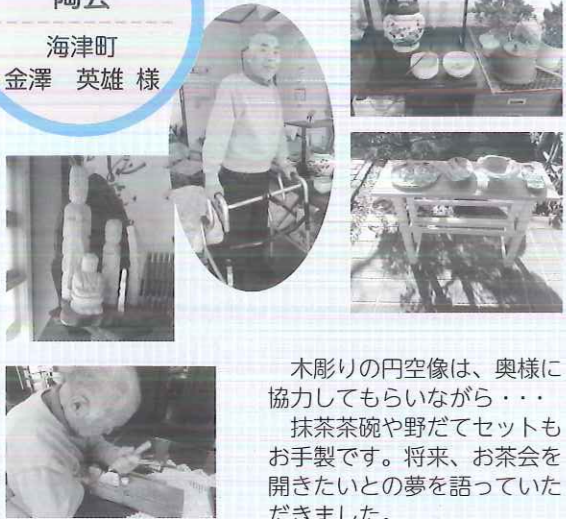 陶芸
海津町
金澤 英雄 様
木彫りの円空像は、奥様に
協力してもらいながら・・・
抹茶茶碗や野だてセットも
お手製です。将来、お茶会を
開きたいとの夢を語っていた
だきました。